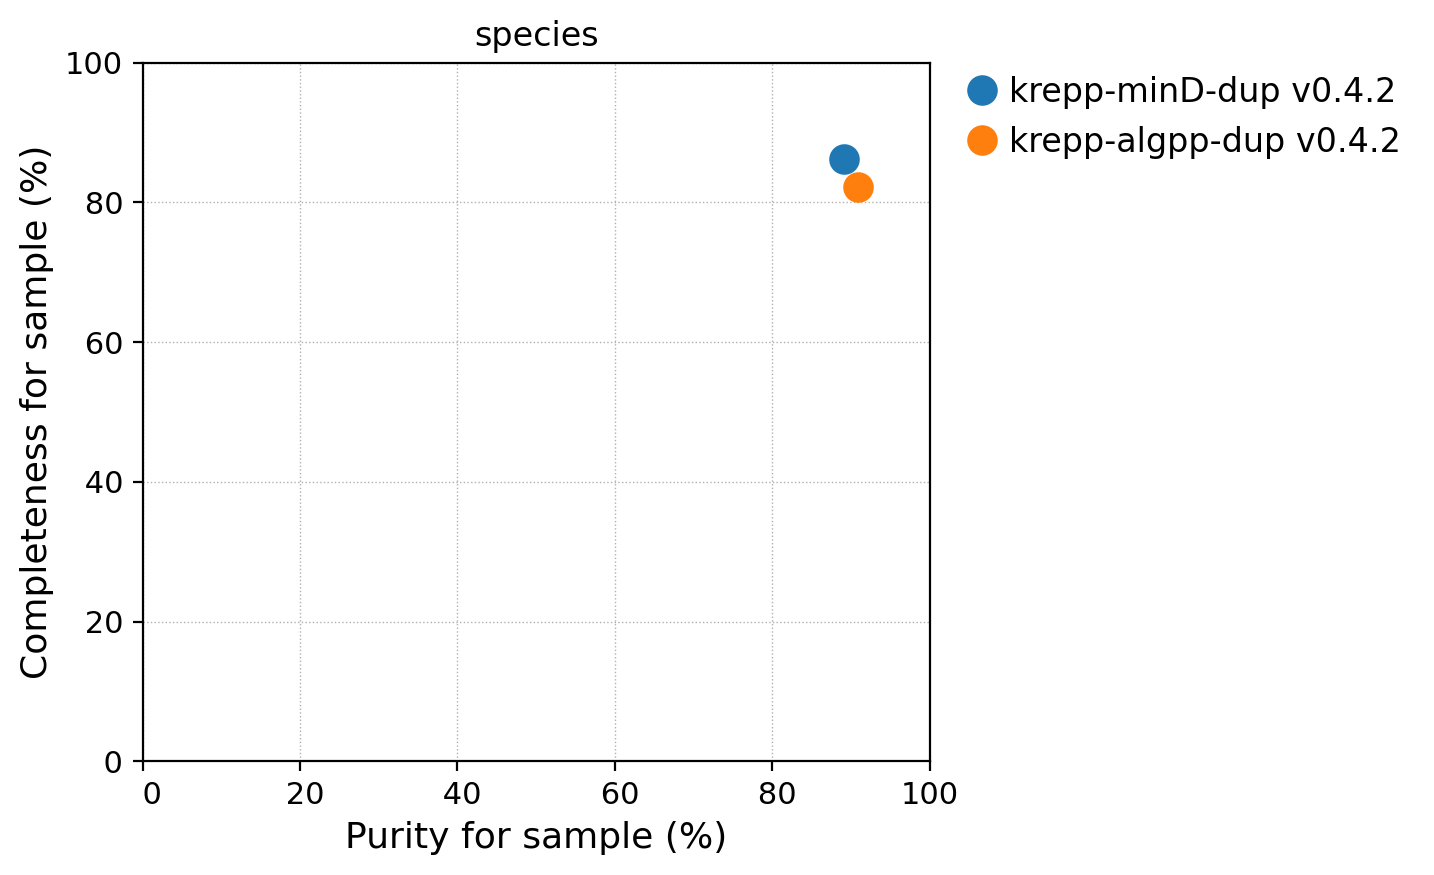 species
krepp-minD-dup v0.4.2
krepp-algpp-dup v0.4.2
Completeness for sample (%)
100
80
60
40
20
0
0 20 40 60 80 100
Purity for sample (%)